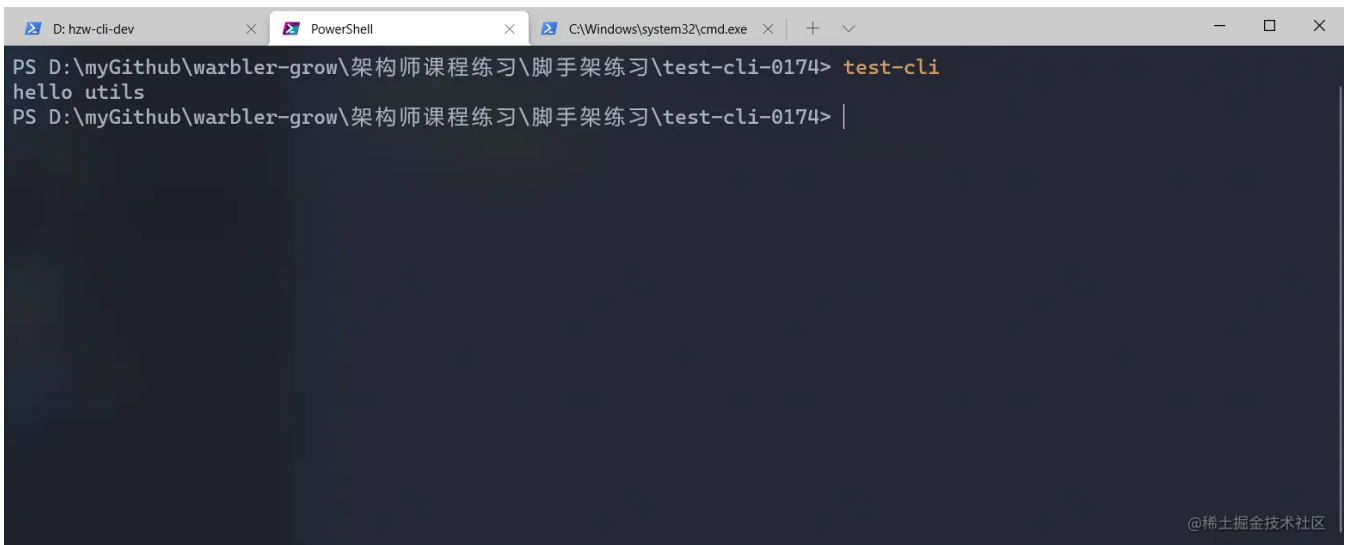 D: hzw-cli-dev PowerShell C:\Windows\system32\cmd.exe
PS D:\myGithub\warbler-grow\架构师课程练习\脚手架练习\test-cli-0174> test-cli
hello utils
PS D:\myGithub\warbler-grow\架构师课程练习\脚手架练习\test-cli-0174>
@稀土掘金技术社区